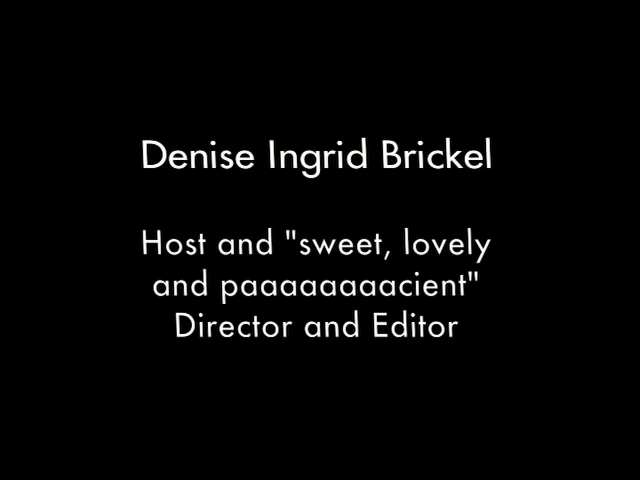 Denise Ingrid Brickel
Host and "sweet, lovely
and paaaaaaaacient"
Director and Editor